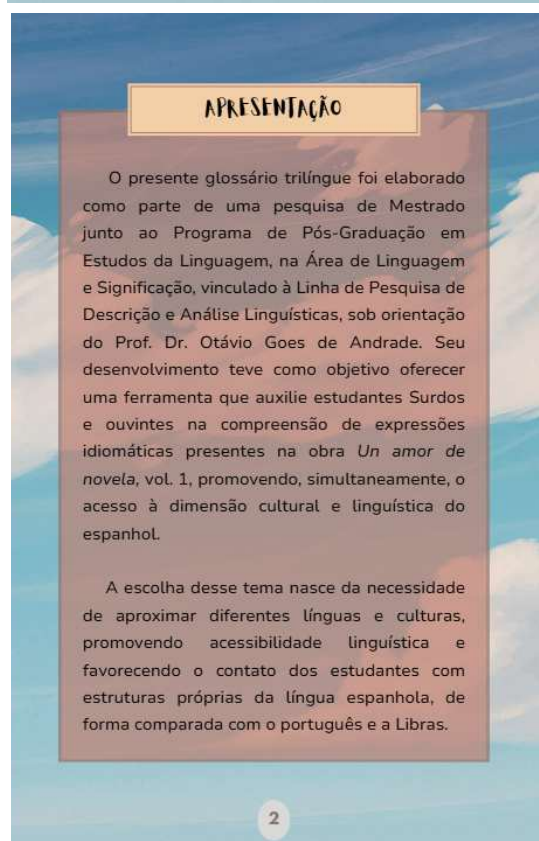 APRESENTAÇÃO
O presente glossário trilíngue foi elaborado
como parte de uma pesquisa de Mestrado
junto ao Programa de Pós-Graduação em
Estudos da Linguagem, na Área de Linguagem
e Significação, vinculado à Linha de Pesquisa de
Descrição e Análise Linguísticas, sob orientação
do Prof. Dr. Otávio Goes de Andrade. Seu
desenvolvimento teve como objetivo oferecer
uma ferramenta que auxilie estudantes Surdos
e ouvintes na compreensão de expressões
idiomáticas presentes na obra Un amor de
novela, vol. 1, promovendo, simultaneamente, o
acesso à dimensão cultural e linguística do
espanhol.
A escolha desse tema nasce da necessidade
de aproximar diferentes línguas e culturas,
promovendo acessibilidade linguística e
favorecendo o contato dos estudantes com
estruturas próprias da língua espanhola, de
forma comparada com o português e a Libras.
2